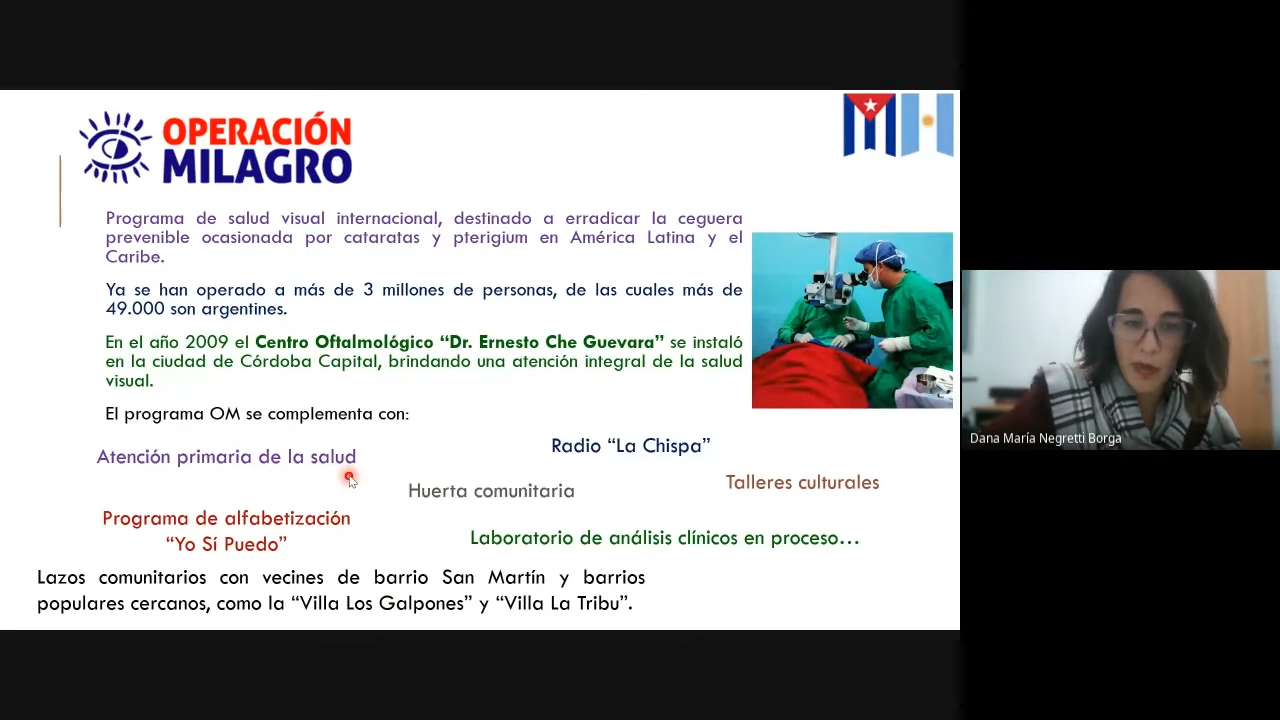 OPERACIÓN
MILAGRO
Programa de salud visual internacional, destinado a erradicar la ceguera
prevenible ocasionada por cataratas y pterigium en América Latina y el
Caribe.
Ya se han operado a más de 3 millones de personas, de las cuales más de
49.000 son argentines.
En el año 2009 el Centro Oftalmológico “Dr. Ernesto Che Guevara” se instaló
en la ciudad de Córdoba Capital, brindando una atención integral de la salud
visual.
El programa OM se complementa con:
Radio “La Chispa”
Atención primaria de la salud
Talleres culturales
Huerta comunitaria
Programa de alfabetización
“Yo Sí Puedo”
Laboratorio de análisis clínicos en proceso…
Lazos comunitarios con vecines de barrio San Martín y barrios
populares cercanos, como la “Villa Los Galpones” y “Villa La Tribu”.
Dana María Negretti Borga